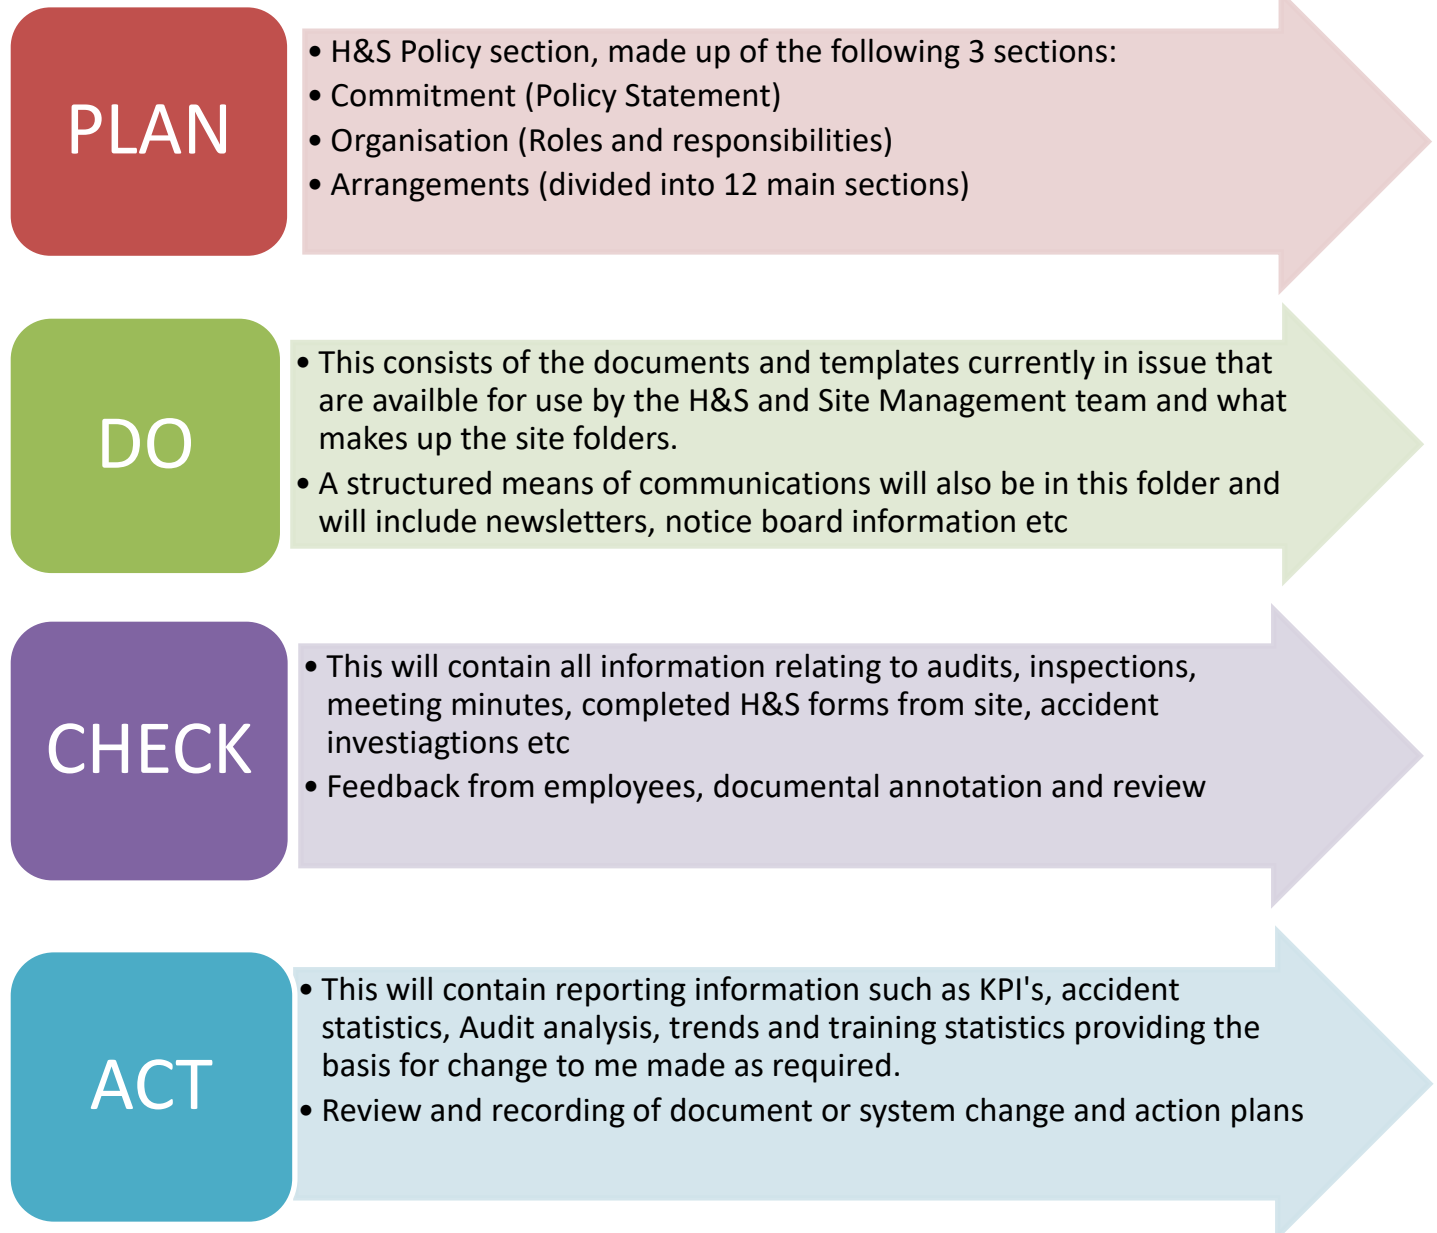 PLAN
• H&S Policy section, made up of the following 3 sections:
• Commitment (Policy Statement)
• Organisation (Roles and responsibilities)
• Arrangements (divided into 12 main sections)
DO
• This consists of the documents and templates currently in issue that
are availble for use by the H&S and Site Management team and what
makes up the site folders.
• A structured means of communications will also be in this folder and
will include newsletters, notice board information etc
CHECK
• This will contain all information relating to audits, inspections,
meeting minutes, completed H&S forms from site, accident
investiagtions etc
• Feedback from employees, documental annotation and review
ACT
• This will contain reporting information such as KPI's, accident
statistics, Audit analysis, trends and training statistics providing the
basis for change to me made as required.
• Review and recording of document or system change and action plans